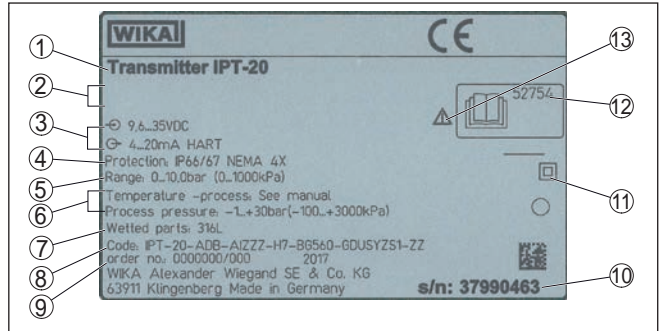 WIKA
CE
Transmitter IPT-20
52754
9,6...35VDC
4...20mA HART
Protection: IP66/67 NEMA 4X
Range: 0...10,0bar (0...1000kPa)
Temperature -process: See manual
Process pressure: -1...+30bar(-100...+3000kPa)
Wetted parts: 316L
Code: IPT-20-ADB-AIZZZ-H7-BG560-GDUSYZS1-ZZ
order no.: 0000000/000 2017
WIKA Alexander Wiegand SE & Co. KG
63911 Klingenberg Made in Germany
s/n: 37990463
1
2
3
4
5
6
7
8
9
10
11
12
13